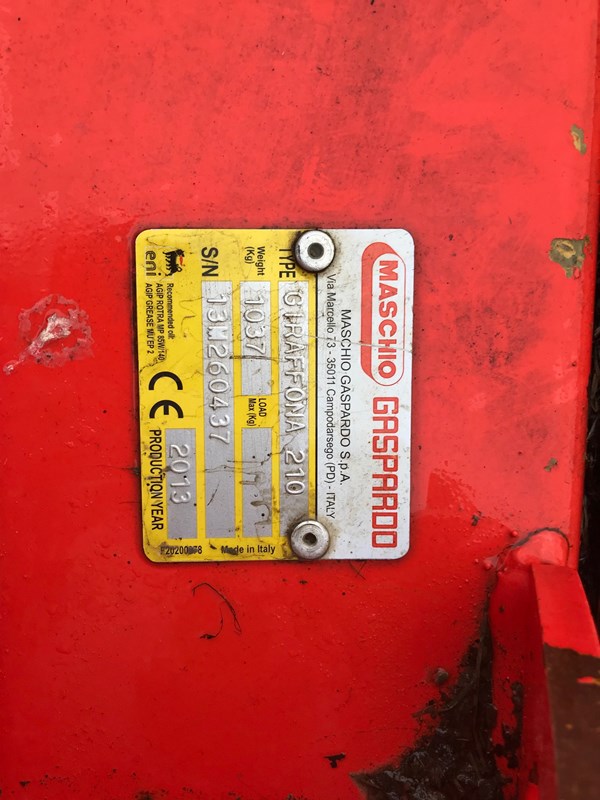 MASCHIO GASPARDO
MASCHIO GASPARDO S.p.A.
Via Marcello 73 - 35011 Campodarsego (PD) - ITALY
TYPE GIRAFFONA 210
Weight (Kg) 1037 LOAD Max (Kg)
S/N 13W260437
Recommended oil:
AGIP ROTRA MP 85W/140
AGIP GREASE MU EP 2
eni
CE
2013
PRODUCTION YEAR
F20200978 Made in Italy